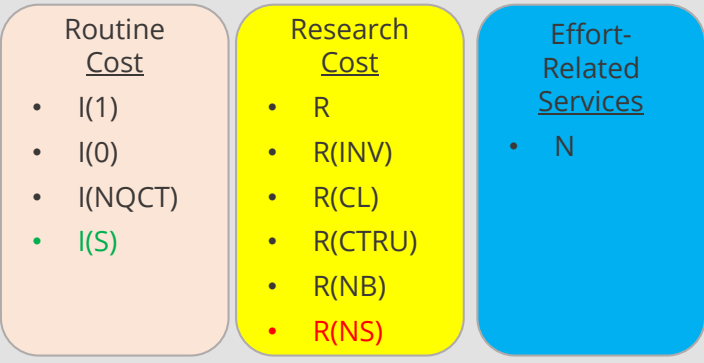 Routine
Cost
• I(1)
• I(0)
• I(NQCT)
• I(S)
Research
Cost
• R
• R(INV)
• R(CL)
• R(CTRU)
• R(NB)
• R(NS)
Effort-
Related
Services
• N